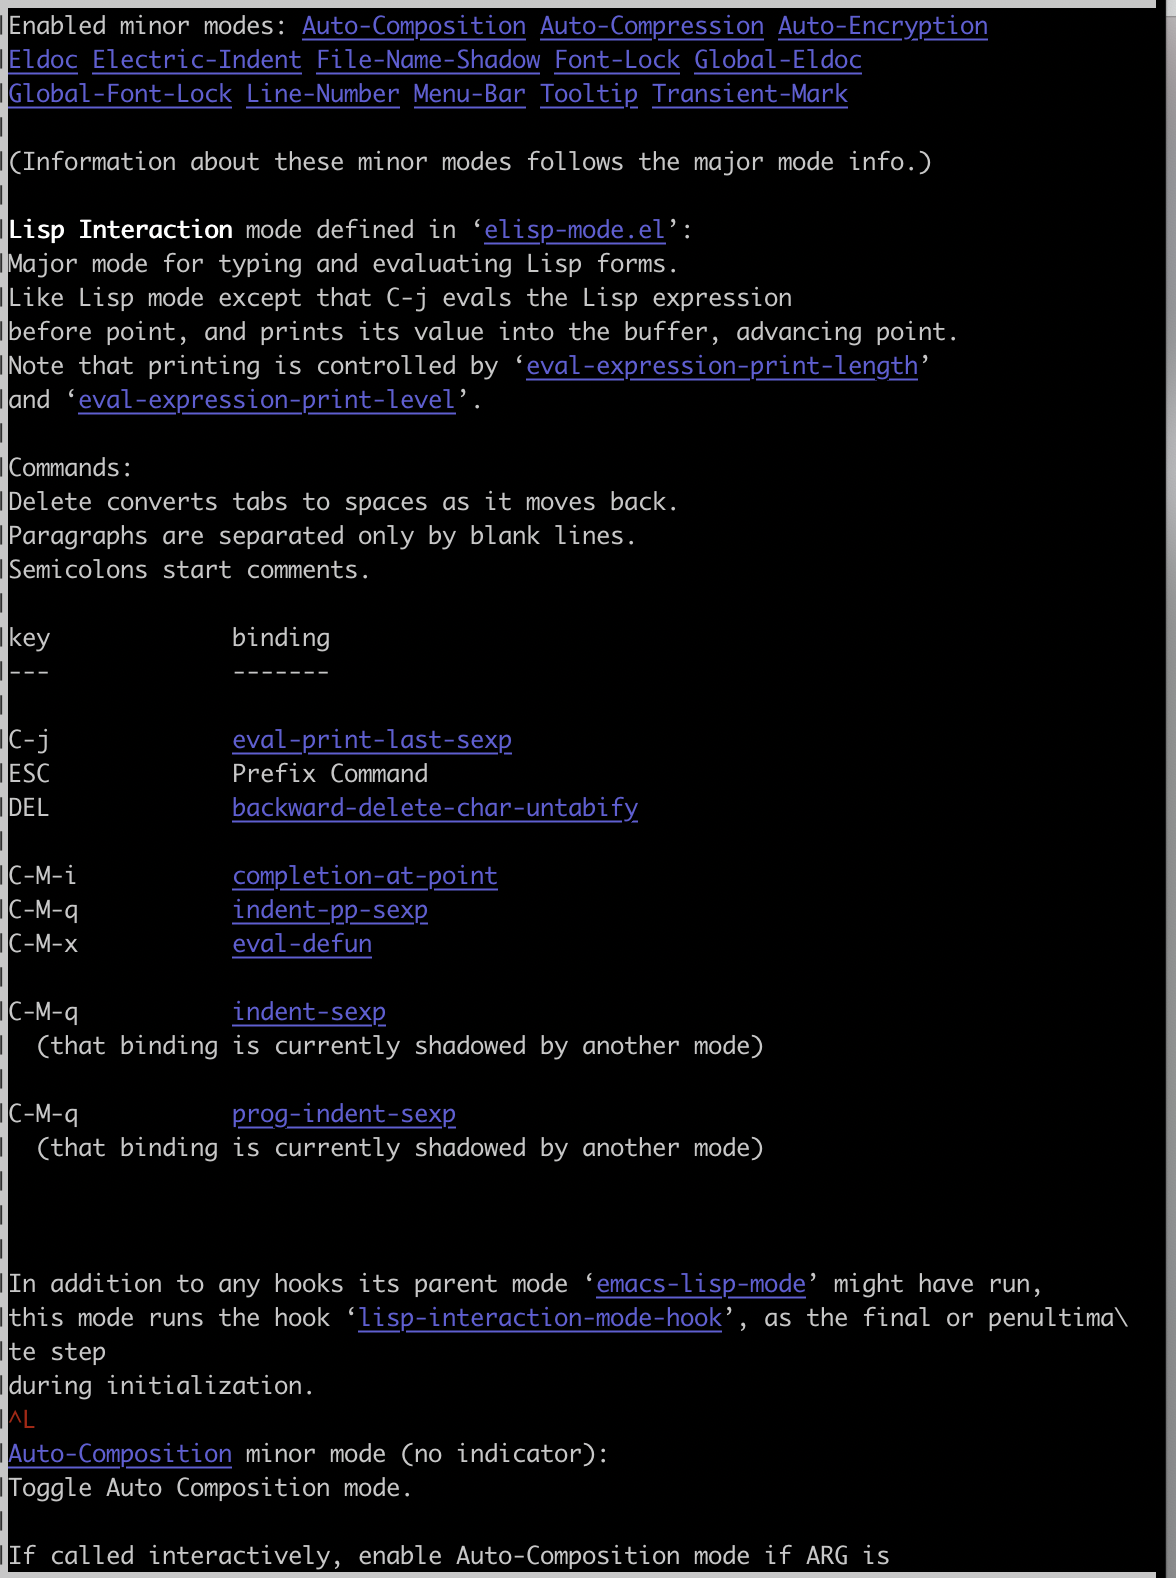 Enabled minor modes: Auto-Composition Auto-Compression Auto-Encryption
Eldoc Electric-Indent File-Name-Shadow Font-Lock Global-Eldoc
Global-Font-Lock Line-Number Menu-Bar Tooltip Transient-Mark
(Information about these minor modes follows the major mode info.)
Lisp Interaction mode defined in ‘elisp-mode.el’:
Major mode for typing and evaluating Lisp forms.
Like Lisp mode except that C-j evals the Lisp expression
before point, and prints its value into the buffer, advancing point.
Note that printing is controlled by ‘eval-expression-print-length’
and ‘eval-expression-print-level’.
Commands:
Delete converts tabs to spaces as it moves back.
Paragraphs are separated only by blank lines.
Semicolons start comments.
key             binding
---             -------
C-j             eval-print-last-sexp
ESC             Prefix Command
DEL             backward-delete-char-untabify
C-M-i           completion-at-point
C-M-q           indent-pp-sexp
C-M-x           eval-defun
C-M-q           indent-sexp
  (that binding is currently shadowed by another mode)
C-M-q           prog-indent-sexp
  (that binding is currently shadowed by another mode)
In addition to any hooks its parent mode ‘emacs-lisp-mode’ might have run,
this mode runs the hook ‘lisp-interaction-mode-hook’, as the final or penultima\
te step
during initialization.
^L
Auto-Composition minor mode (no indicator):
Toggle Auto Composition mode.
If called interactively, enable Auto-Composition mode if ARG is